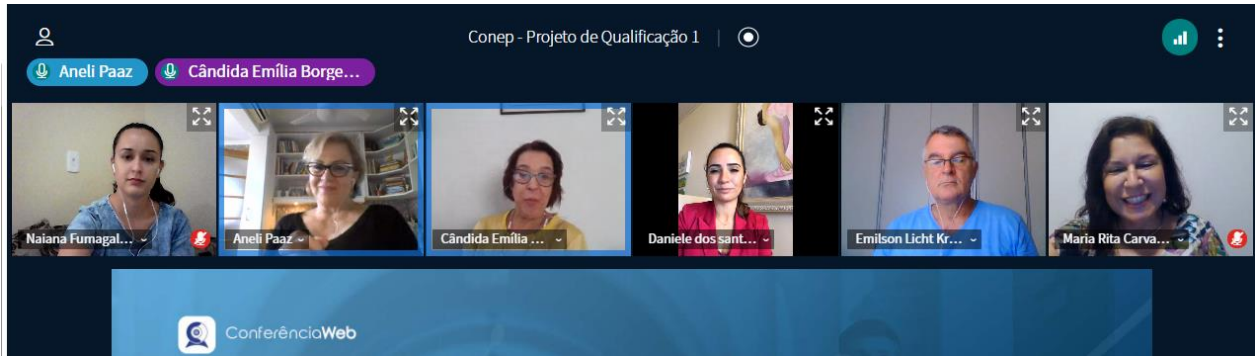 Conep - Projeto de Qualificação 1
Aneli Paaz
Cândida Emília Borge...
Naiana Fumagal...
Aneli Paaz
Cândida Emília ...
Daniele dos sant...
Emilson Licht Kr...
Maria Rita Carva...
ConferênciaWeb